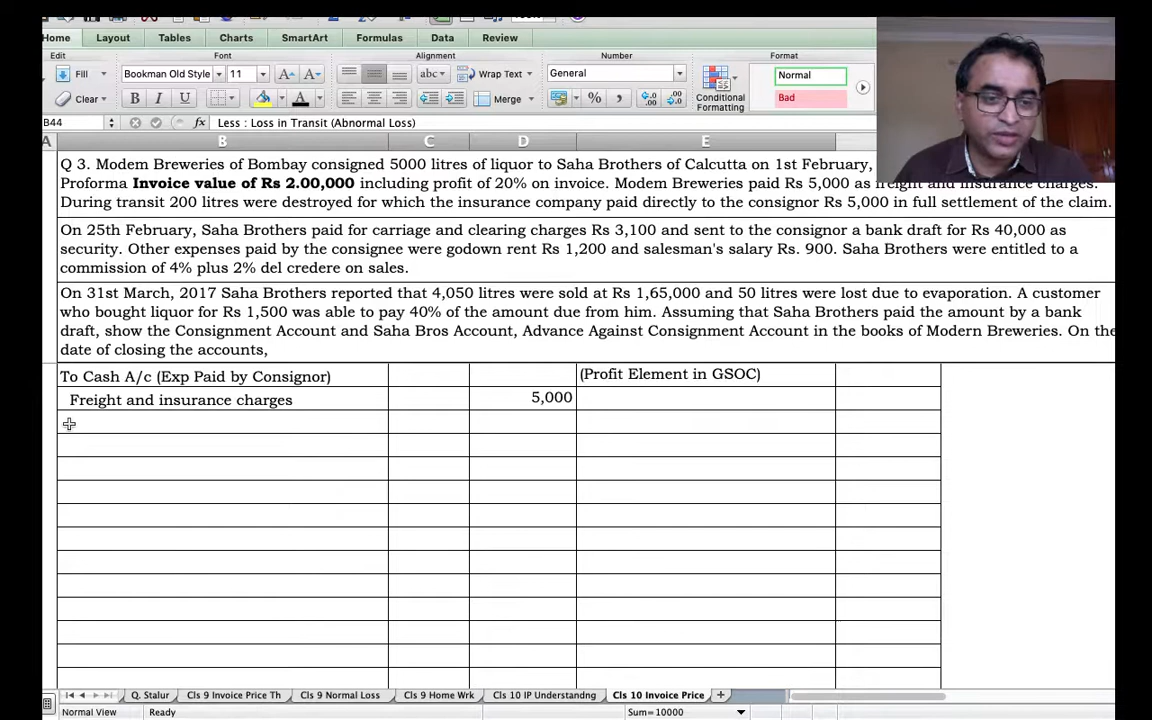 Home Layout Tables Charts SmartArt Formulas Data Review
Edit Font Alignment Number Format
Fill Bookman Old Style 11 A A abc Wrap Text General Normal
Clear B I U A Merge % Conditional Formatting Bad
B44 fx Less : Loss in Transit (Abnormal Loss)
A B C D E
Q 3. Modem Breweries of Bombay consigned 5000 litres of liquor to Saha Brothers of Calcutta on 1st February,
Proforma Invoice value of Rs 2.00,000 including profit of 20% on invoice. Modem Breweries paid Rs 5,000 as freight and insurance charges.
During transit 200 litres were destroyed for which the insurance company paid directly to the consignor Rs 5,000 in full settlement of the claim.
On 25th February, Saha Brothers paid for carriage and clearing charges Rs 3,100 and sent to the consignor a bank draft for Rs 40,000 as
security. Other expenses paid by the consignee were godown rent Rs 1,200 and salesman's salary Rs. 900. Saha Brothers were entitled to a
commission of 4% plus 2% del credere on sales.
On 31st March, 2017 Saha Brothers reported that 4,050 litres were sold at Rs 1,65,000 and 50 litres were lost due to evaporation. A customer
who bought liquor for Rs 1,500 was able to pay 40% of the amount due from him. Assuming that Saha Brothers paid the amount by a bank
draft, show the Consignment Account and Saha Bros Account, Advance Against Consignment Account in the books of Modern Breweries. On the
date of closing the accounts,
To Cash A/c (Exp Paid by Consignor) (Profit Element in GSOC)
Freight and insurance charges 5,000
Q. Stalur Cls 9 Invoice Price Th Cls 9 Normal Loss Cls 9 Home Wrk Cls 10 IP Understandng Cls 10 Invoice Price +
Normal View Ready Sum=10000